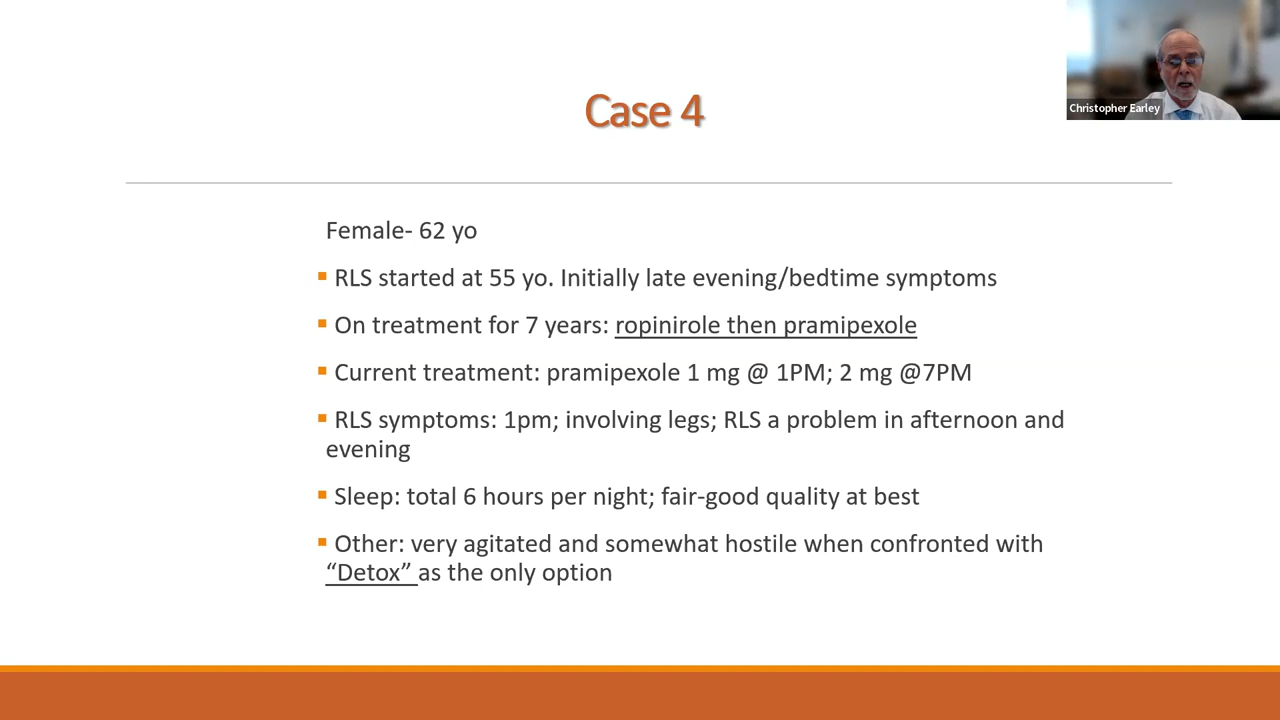 Case 4
Christopher Earley
Female- 62 yo
▪ RLS started at 55 yo. Initially late evening/bedtime symptoms
▪ On treatment for 7 years: ropinirole then pramipexole
▪ Current treatment: pramipexole 1 mg @ 1PM; 2 mg @7PM
▪ RLS symptoms: 1pm; involving legs; RLS a problem in afternoon and
evening
▪ Sleep: total 6 hours per night; fair-good quality at best
▪ Other: very agitated and somewhat hostile when confronted with
“Detox” as the only option